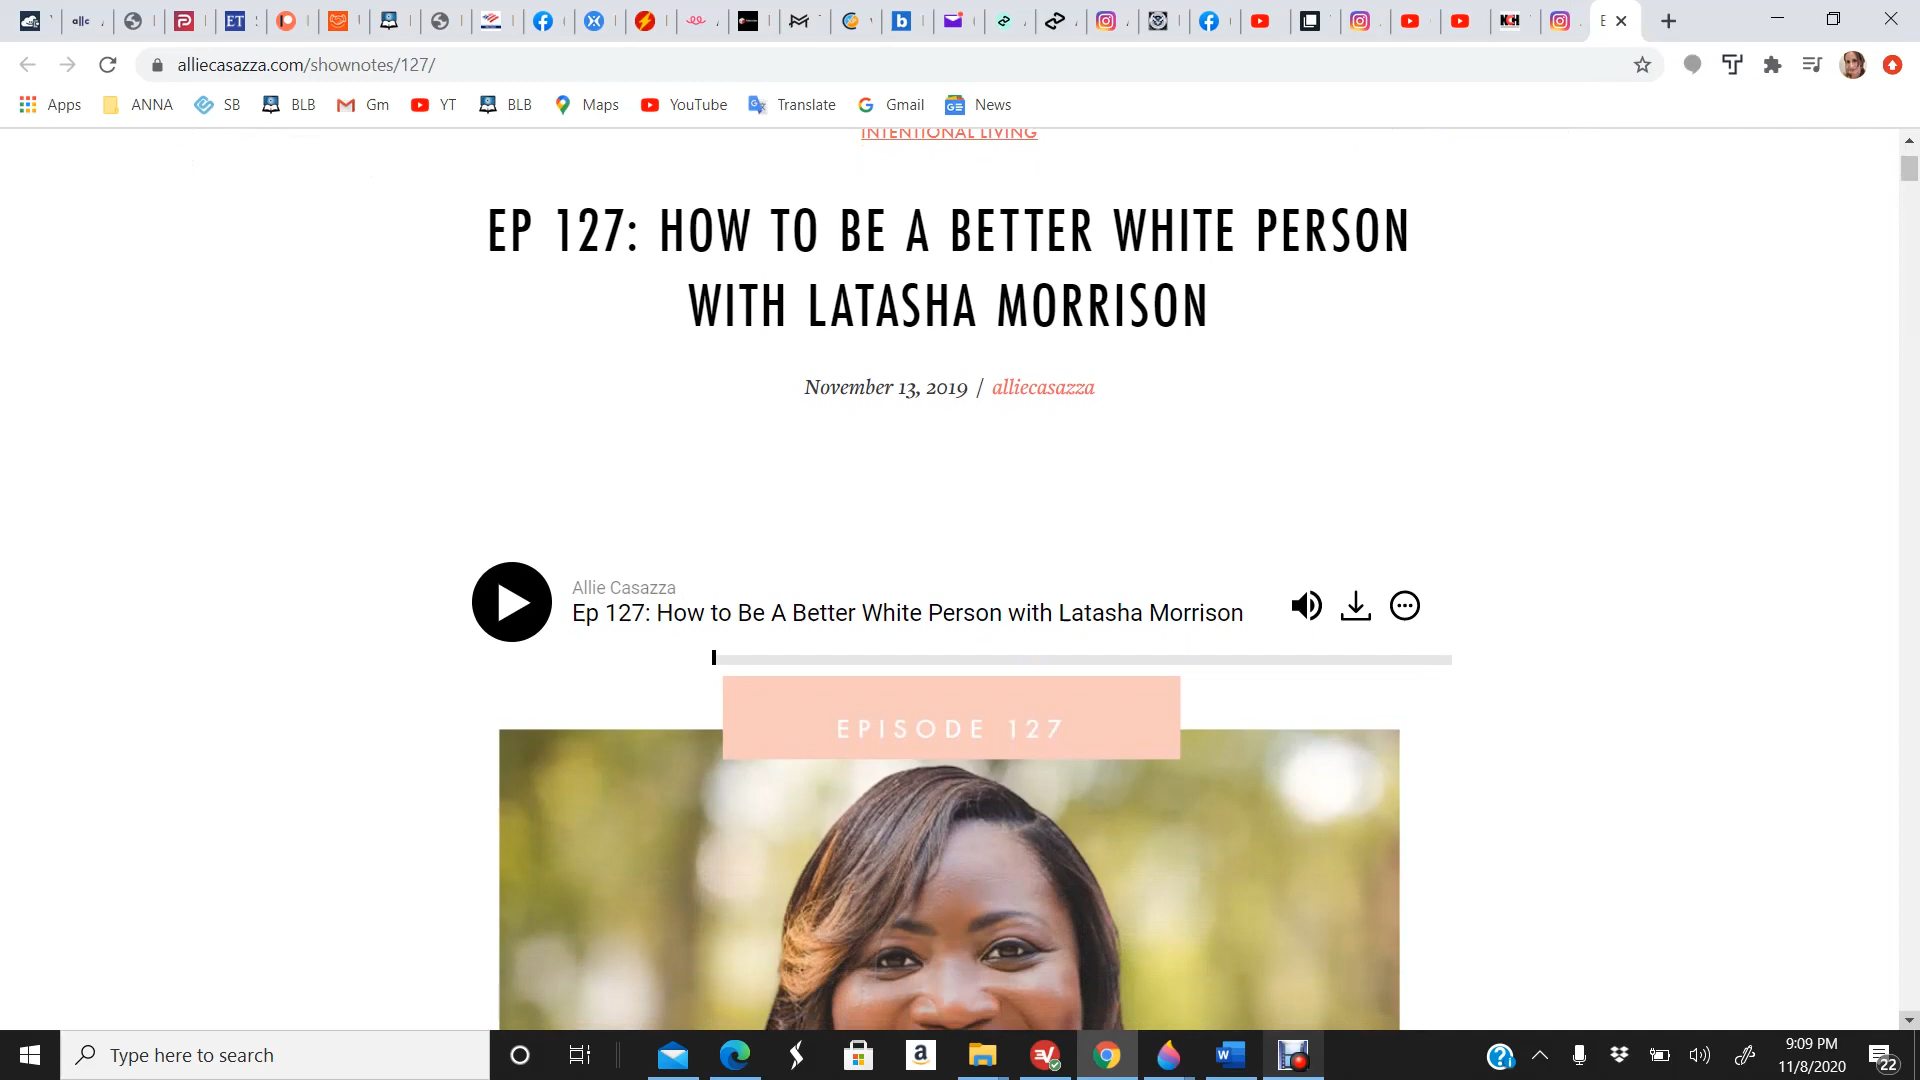 alliecasazza.com/shownotes/127/
Apps
ANNA
SB
BLB
Gm
YT
BLB
Maps
YouTube
Translate
Gmail
News
INTENTIONAL LIVING
EP 127: HOW TO BE A BETTER WHITE PERSON
WITH LATASHA MORRISON
November 13, 2019 / alliecasazza
Allie Casazza
Ep 127: How to Be A Better White Person with Latasha Morrison
EPISODE 127
Type here to search
9:09 PM
11/8/2020
22